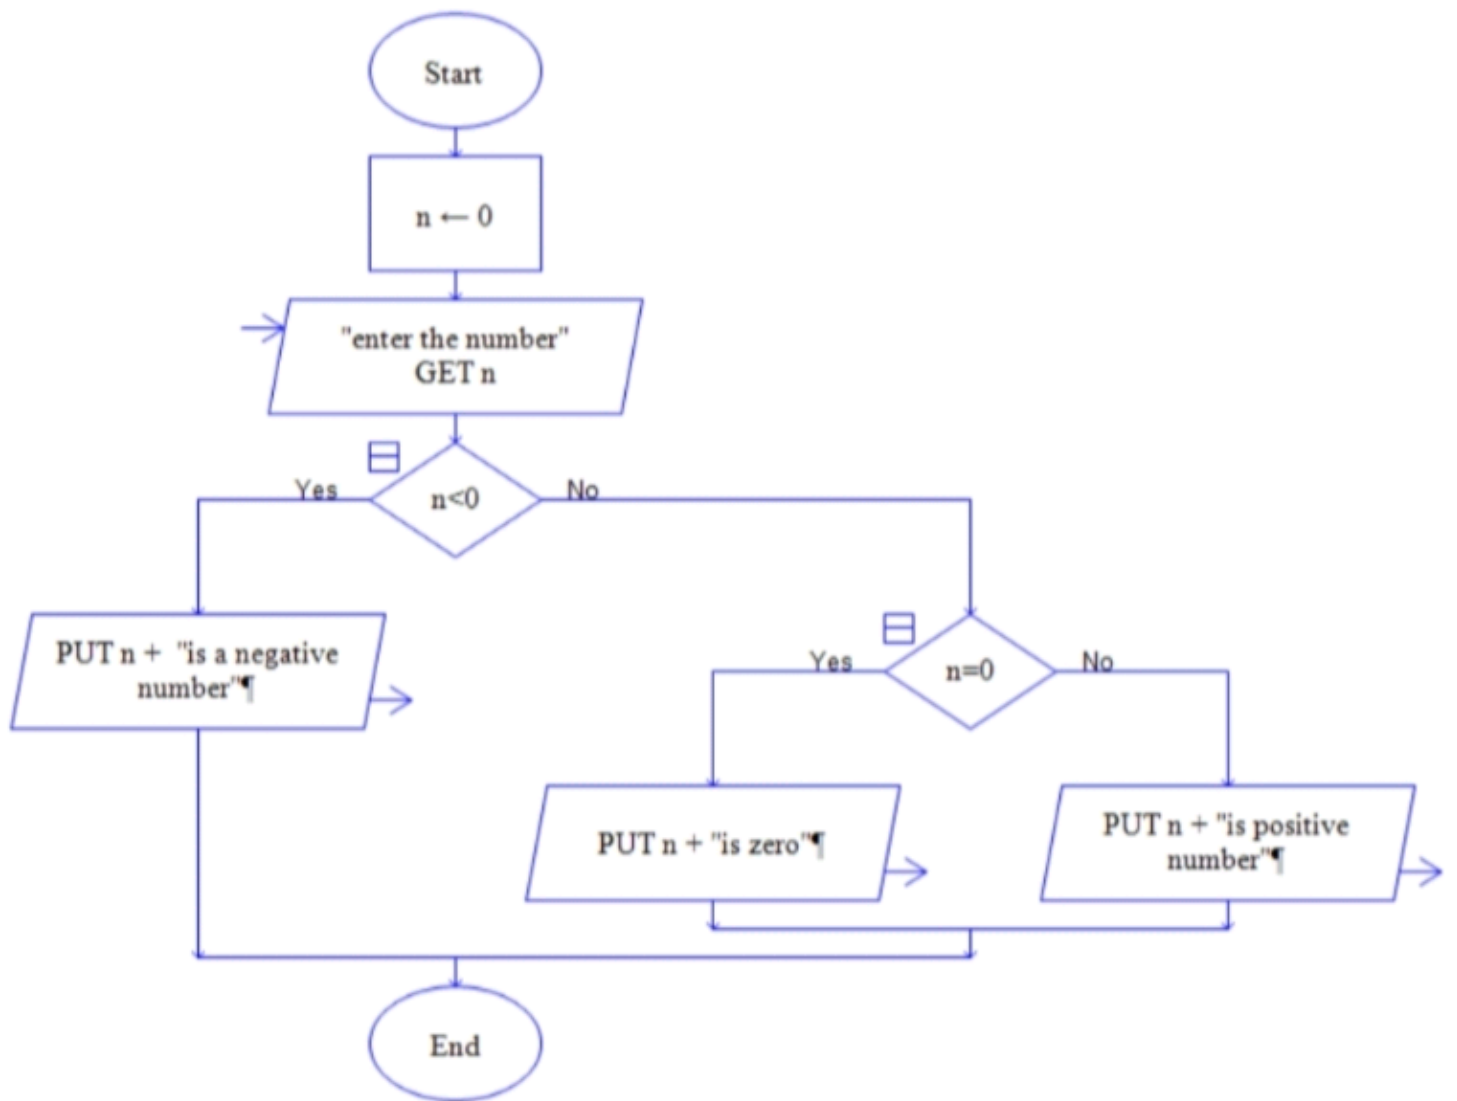 Start
n ← 0
"enter the number"
GET n
n<0
Yes
No
PUT n + "is a negative
number"¶
n=0
Yes
No
PUT n + "is zero"¶
PUT n + "is positive
number"¶
End